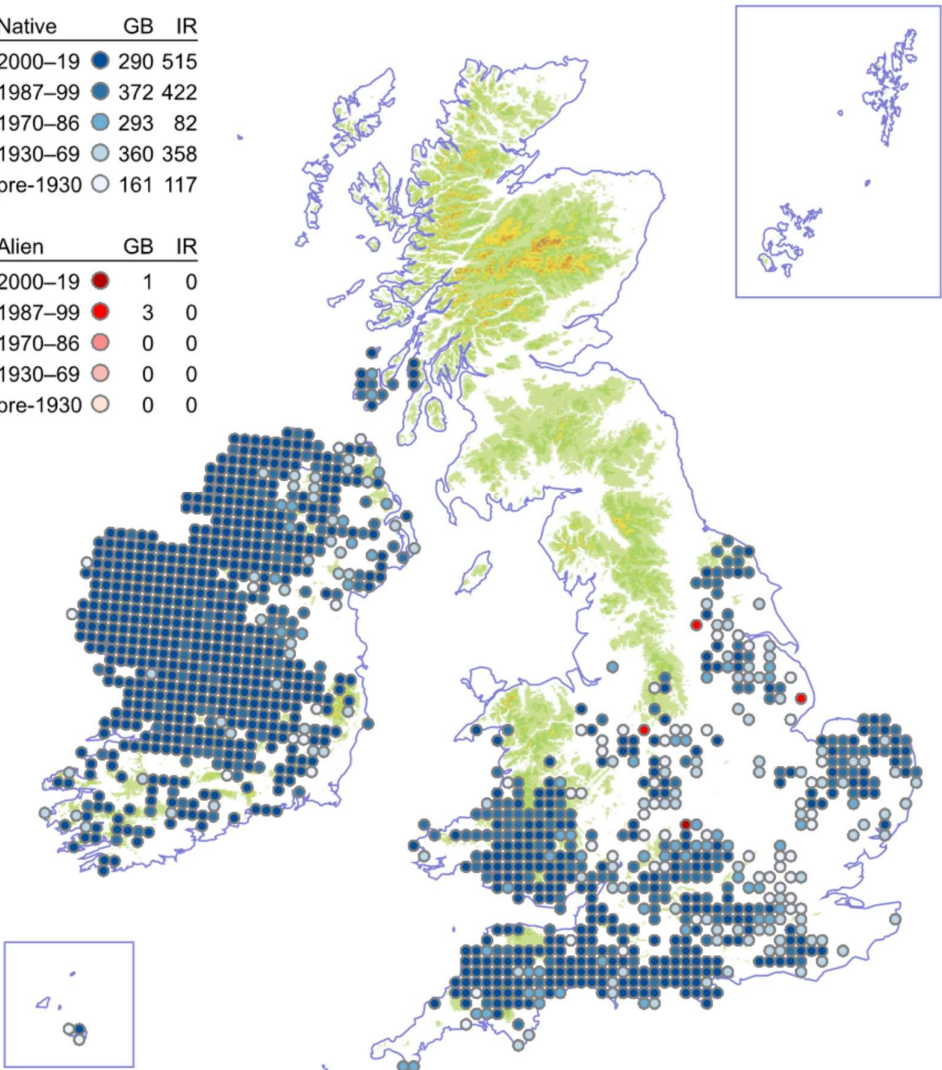 Native GB IR
2000–19 290 515
1987–99 372 422
1970–86 293 82
1930–69 360 358
pre-1930 161 117
Alien GB IR
2000–19 1 0
1987–99 3 0
1970–86 0 0
1930–69 0 0
pre-1930 0 0